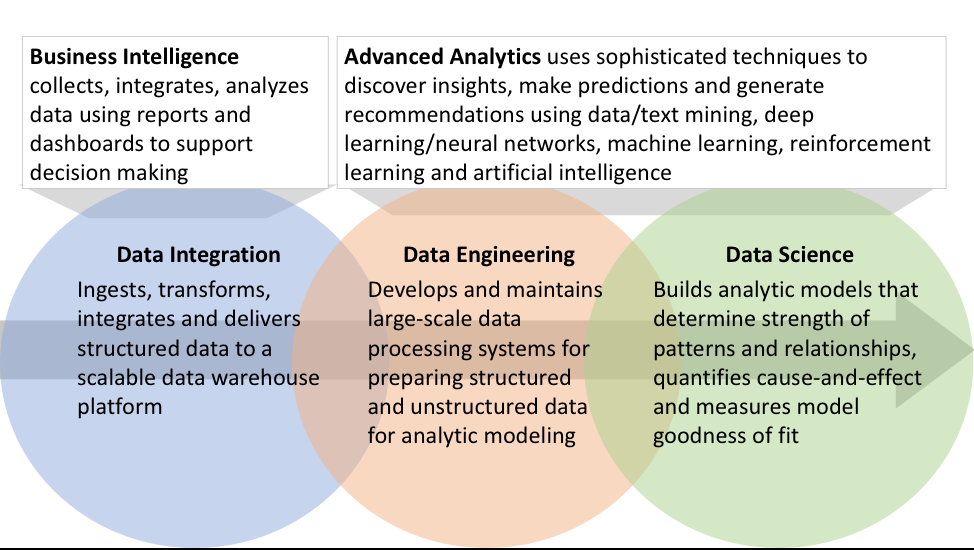 Business Intelligence
collects, integrates, analyzes
data using reports and
dashboards to support
decision making
Advanced Analytics uses sophisticated techniques to
discover insights, make predictions and generate
recommendations using data/text mining, deep
learning/neural networks, machine learning, reinforcement
learning and artificial intelligence
Data Integration
Ingests, transforms,
integrates and delivers
structured data to a
scalable data warehouse
platform
Data Engineering
Develops and maintains
large-scale data
processing systems for
preparing structured
and unstructured data
for analytic modeling
Data Science
Builds analytic models that
determine strength of
patterns and relationships,
quantifies cause-and-effect
and measures model
goodness of fit